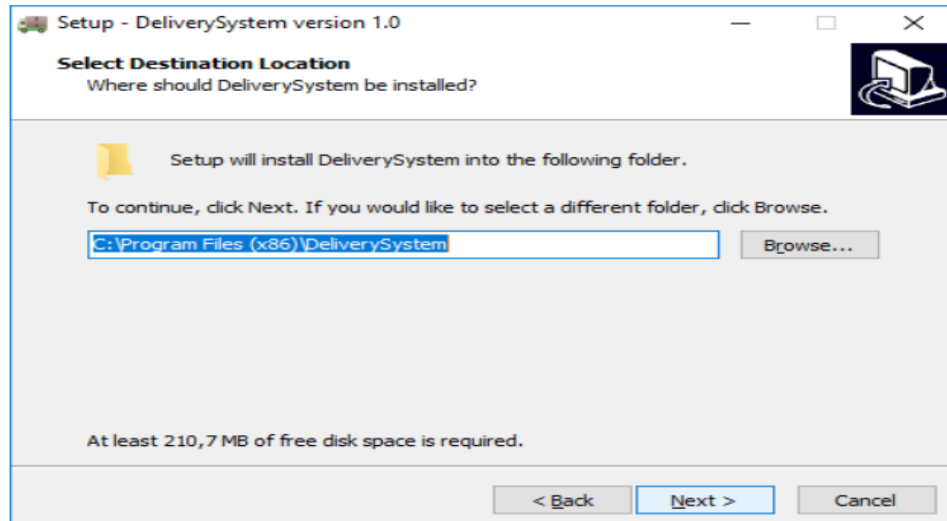 Setup - DeliverySystem version 1.0
Select Destination Location
Where should DeliverySystem be installed?
Setup will install DeliverySystem into the following folder.
To continue, click Next. If you would like to select a different folder, click Browse.
C:\Program Files (x86)\DeliverySystem
Browse...
At least 210,7 MB of free disk space is required.
< Back
Next >
Cancel